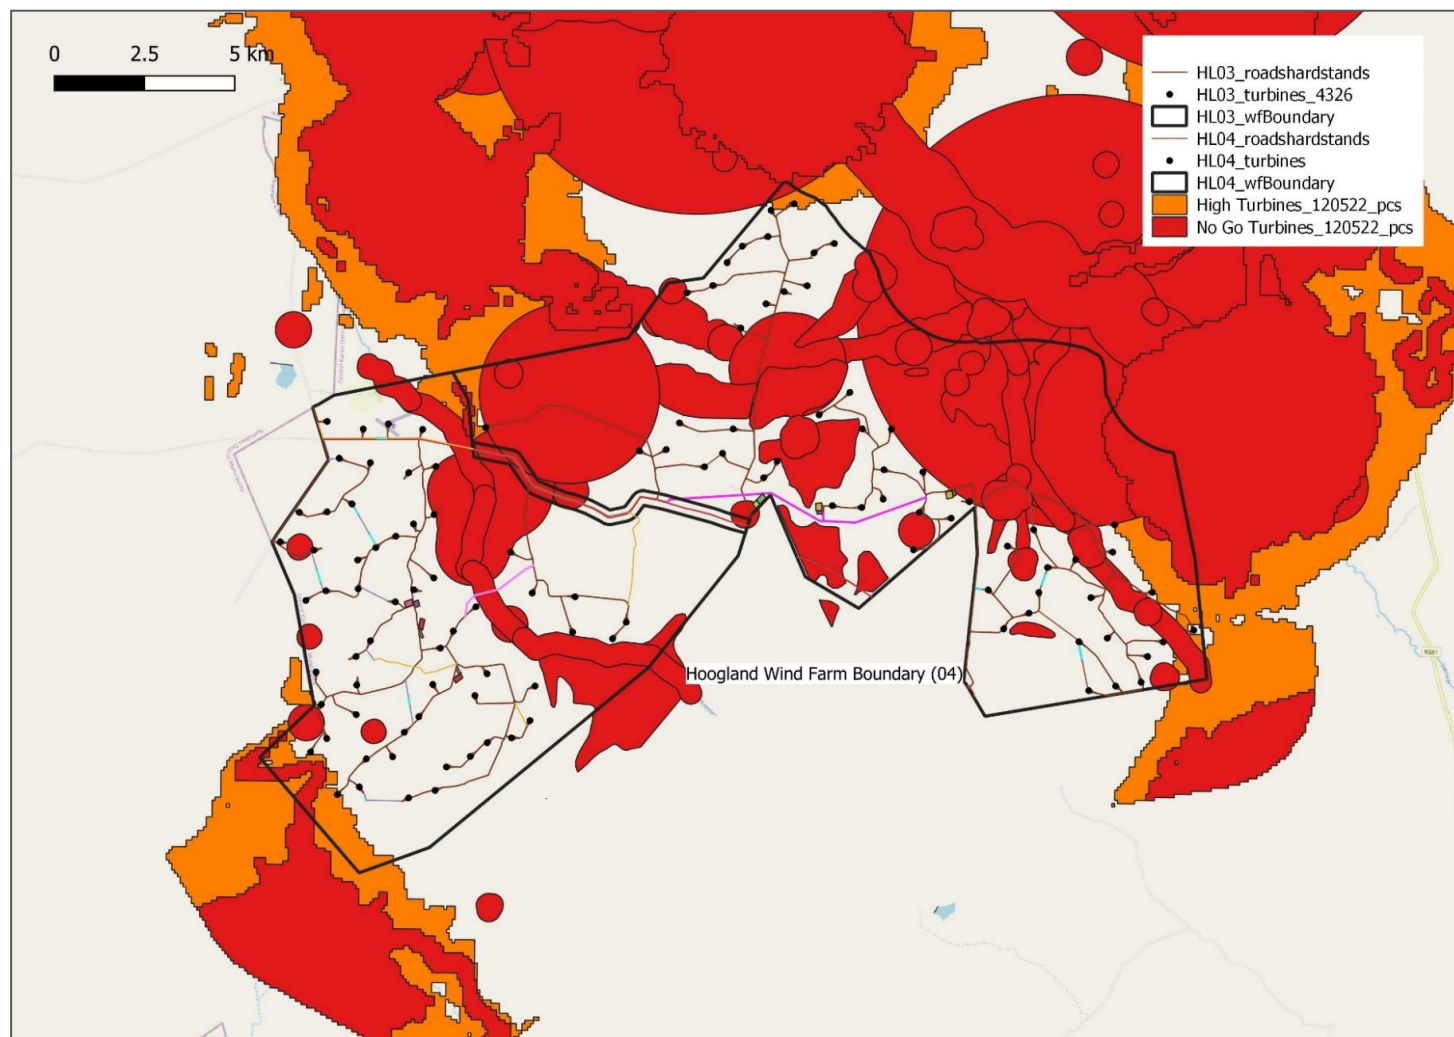 0 2.5 5 km
HL03_roadshardstands
HL03_turbines_4326
HL03_wfBoundary
HL04_roadshardstands
HL04_turbines
HL04_wfBoundary
High Turbines_120522_pcs
No Go Turbines_120522_pcs
Hoogland Wind Farm Boundary (04)